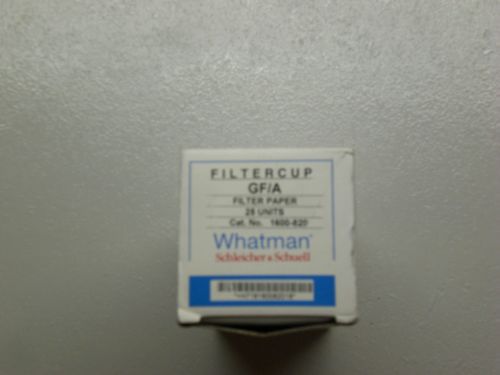 FILTERCUP
GF/A
FILTER PAPER
25 UNITS
Cat. No. 1600-820
Whatman®
Schleicher & Schuell